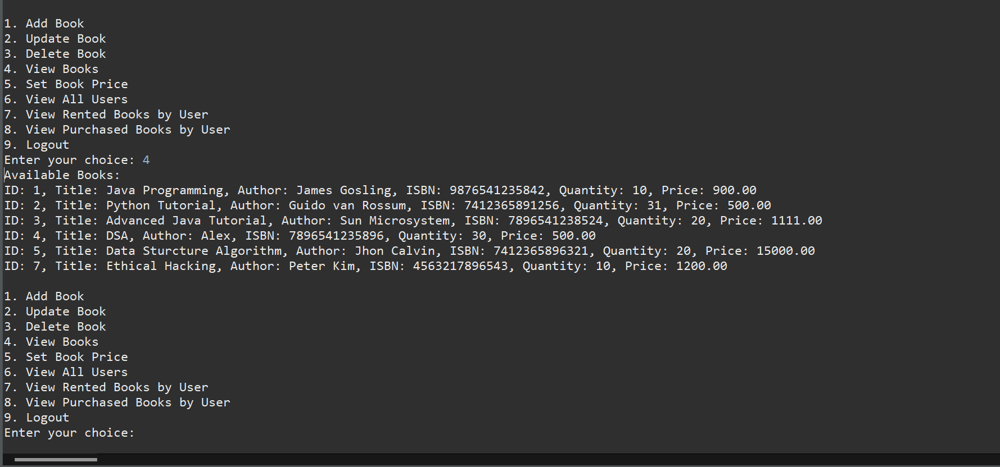 1. Add Book
2. Update Book
3. Delete Book
4. View Books
5. Set Book Price
6. View All Users
7. View Rented Books by User
8. View Purchased Books by User
9. Logout
Enter your choice: 4
Available Books:
ID: 1, Title: Java Programming, Author: James Gosling, ISBN: 9876541235842, Quantity: 10, Price: 900.00
ID: 2, Title: Python Tutorial, Author: Guido van Rossum, ISBN: 7412365891256, Quantity: 31, Price: 500.00
ID: 3, Title: Advanced Java Tutorial, Author: Sun Microsystem, ISBN: 7896541238524, Quantity: 20, Price: 1111.00
ID: 4, Title: DSA, Author: Alex, ISBN: 7896541235896, Quantity: 30, Price: 500.00
ID: 5, Title: Data Sturcture Algorithm, Author: Jhon Calvin, ISBN: 7412365896321, Quantity: 20, Price: 15000.00
ID: 7, Title: Ethical Hacking, Author: Peter Kim, ISBN: 4563217896543, Quantity: 10, Price: 1200.00
1. Add Book
2. Update Book
3. Delete Book
4. View Books
5. Set Book Price
6. View All Users
7. View Rented Books by User
8. View Purchased Books by User
9. Logout
Enter your choice: